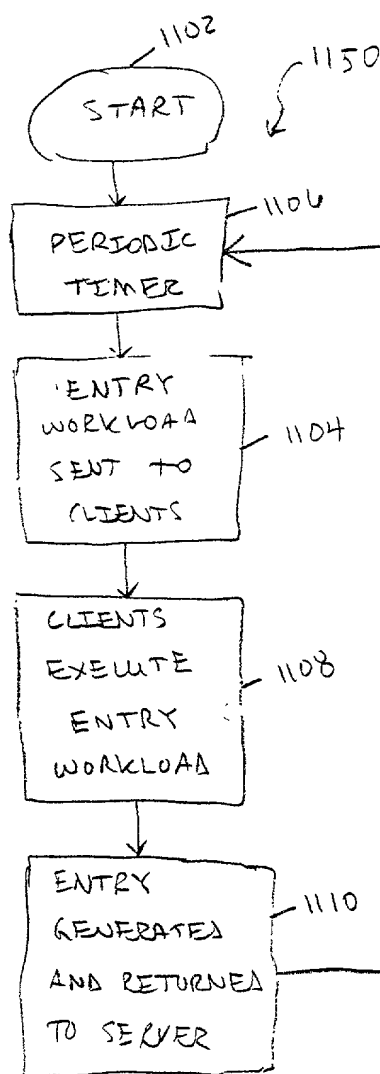 1102
START
1150
1106
PERIODIC
TIMER
ENTRY
WORKLOAD
SENT TO
CLIENTS
1104
CLIENTS
EXECUTE
ENTRY
WORKLOAD
1108
ENTRY
GENERATED
AND RETURNED
TO SERVER
1110